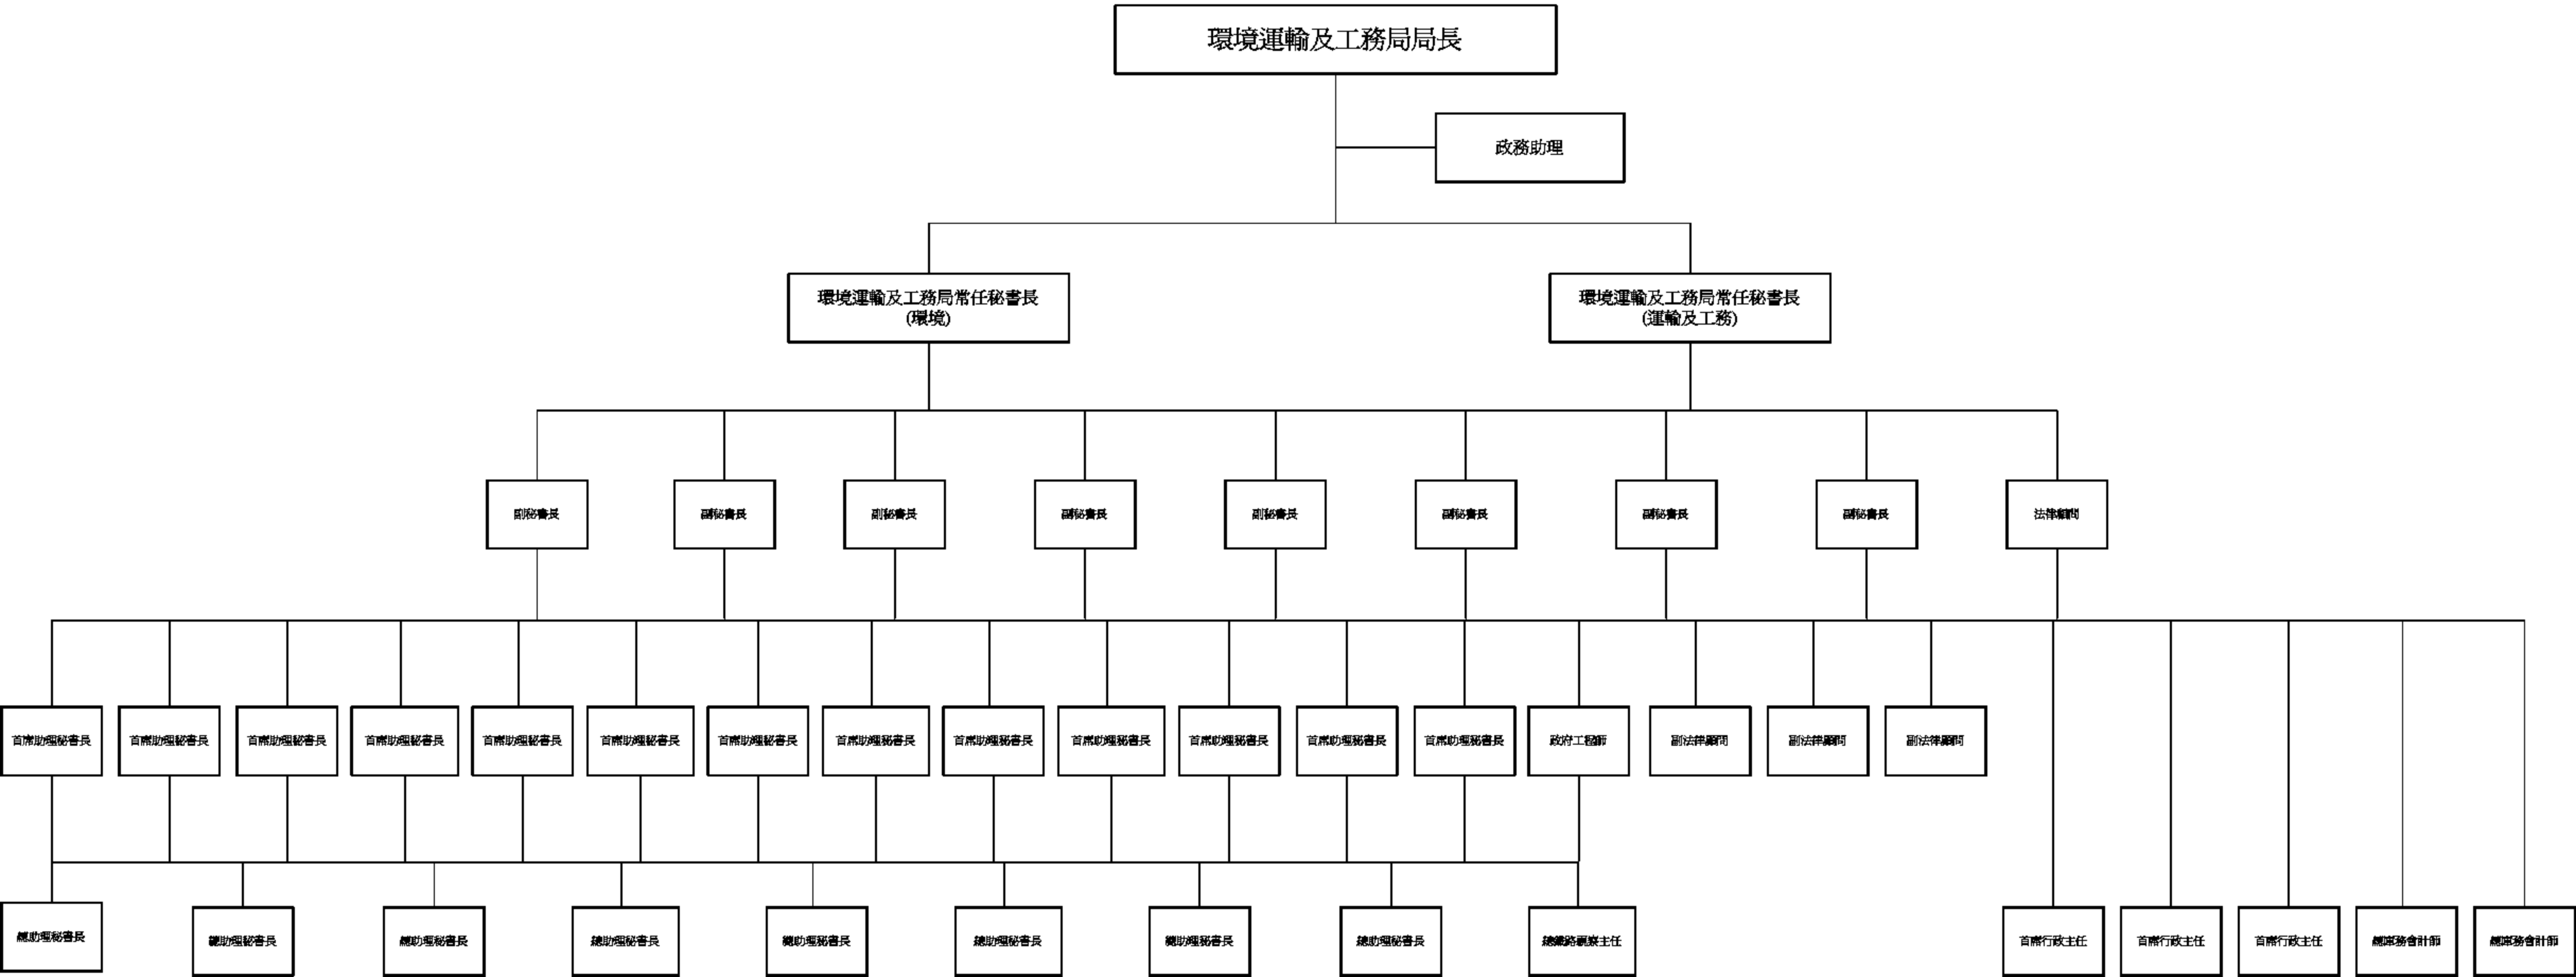 環境運輸及工務局局長
政務助理
環境運輸及工務局常任秘書長
(環境)
環境運輸及工務局常任秘書長
(運輸及工務)
副秘書長
副秘書長
副秘書長
副秘書長
副秘書長
副秘書長
副秘書長
副秘書長
法律顧問
首席助理秘書長
首席助理秘書長
首席助理秘書長
首席助理秘書長
首席助理秘書長
首席助理秘書長
首席助理秘書長
首席助理秘書長
首席助理秘書長
首席助理秘書長
首席助理秘書長
首席助理秘書長
首席助理秘書長
政府工程師
副法律顧問
副法律顧問
副法律顧問
總助理秘書長
總助理秘書長
總助理秘書長
總助理秘書長
總助理秘書長
總助理秘書長
總助理秘書長
總助理秘書長
總鐵路視察主任
首席行政主任
首席行政主任
首席行政主任
總庫務會計師
總庫務會計師